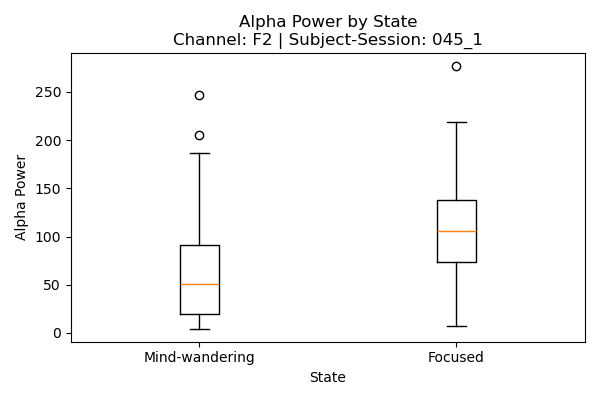 Alpha Power by State
Channel: F2 | Subject-Session: 045_1
Alpha Power
250
200
150
100
50
0
Mind-wandering
Focused
State